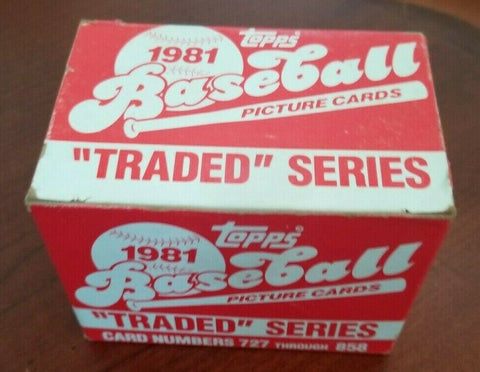 Topps
1981
Baseball
PICTURE CARDS
"TRADED" SERIES
Topps
1981
Baseball
PICTURE CARDS
"TRADED" SERIES
CARD NUMBERS 727 THROUGH 858